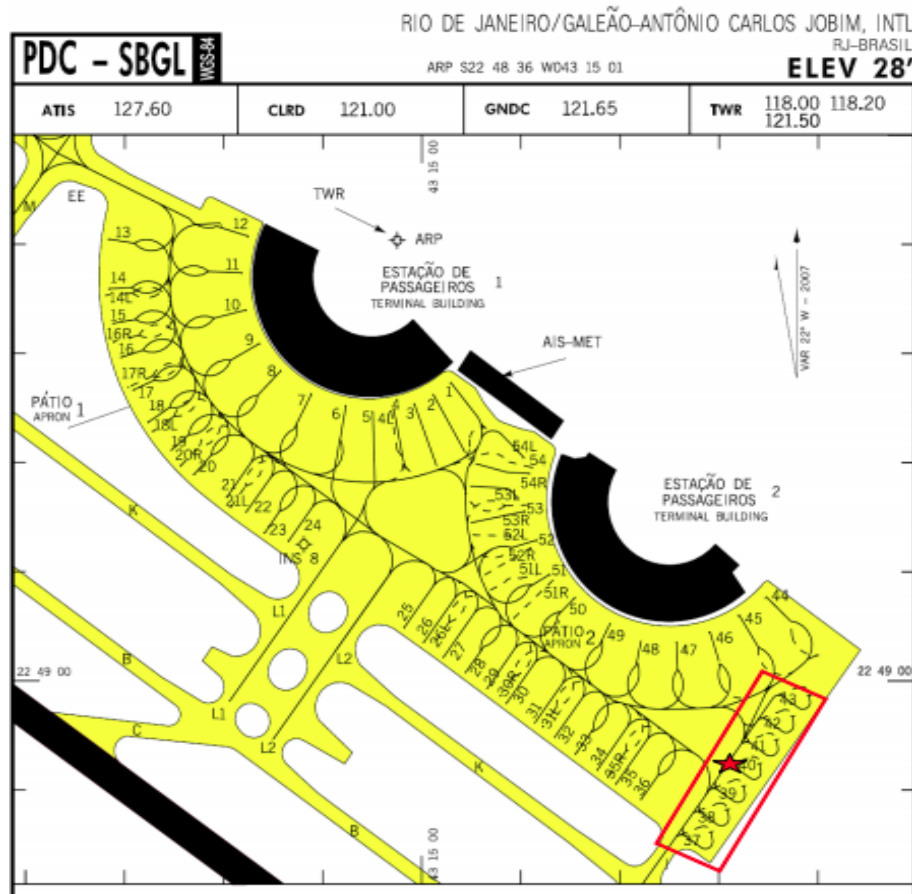 RIO DE JANEIRO/GALEÃO-ANTÔNIO CARLOS JOBIM, INTL
RJ-BRASIL
PDC - SBGL
WGS-84
ARP S22 48 36 W043 15 01
ELEV 28'
ATIS 127.60
CLRD 121.00
GNDC 121.65
TWR 118.00 118.20
121.50
43 15 00
TWR
ARP
EE
M
12
13
11
14
14L
15
10
16R
16
9
17R
17
8
18
18L
7
19
20R
20
6
5
4L
4
3
2
1
ESTAÇÃO DE
PASSAGEIROS 1
TERMINAL BUILDING
AIS-MET
VAR 22° W - 2007
PÁTIO 1
APRON
21
21L
22
23
24
INS 8
K
54L
54
54R
53L
53
53R
52L
52
52R
51L
51
51R
50
ESTAÇÃO DE
PASSAGEIROS 2
TERMINAL BUILDING
PÁTIO 2
APRON
49
48
47
46
45
44
L1
L2
25
26
26L
27
28
29
30R
30
31
31L
32
33
34
35R
35
36
22 49 00
22 49 00
B
L1
C
L2
K
B
43
42
41
40
39
38
37
43 15 00